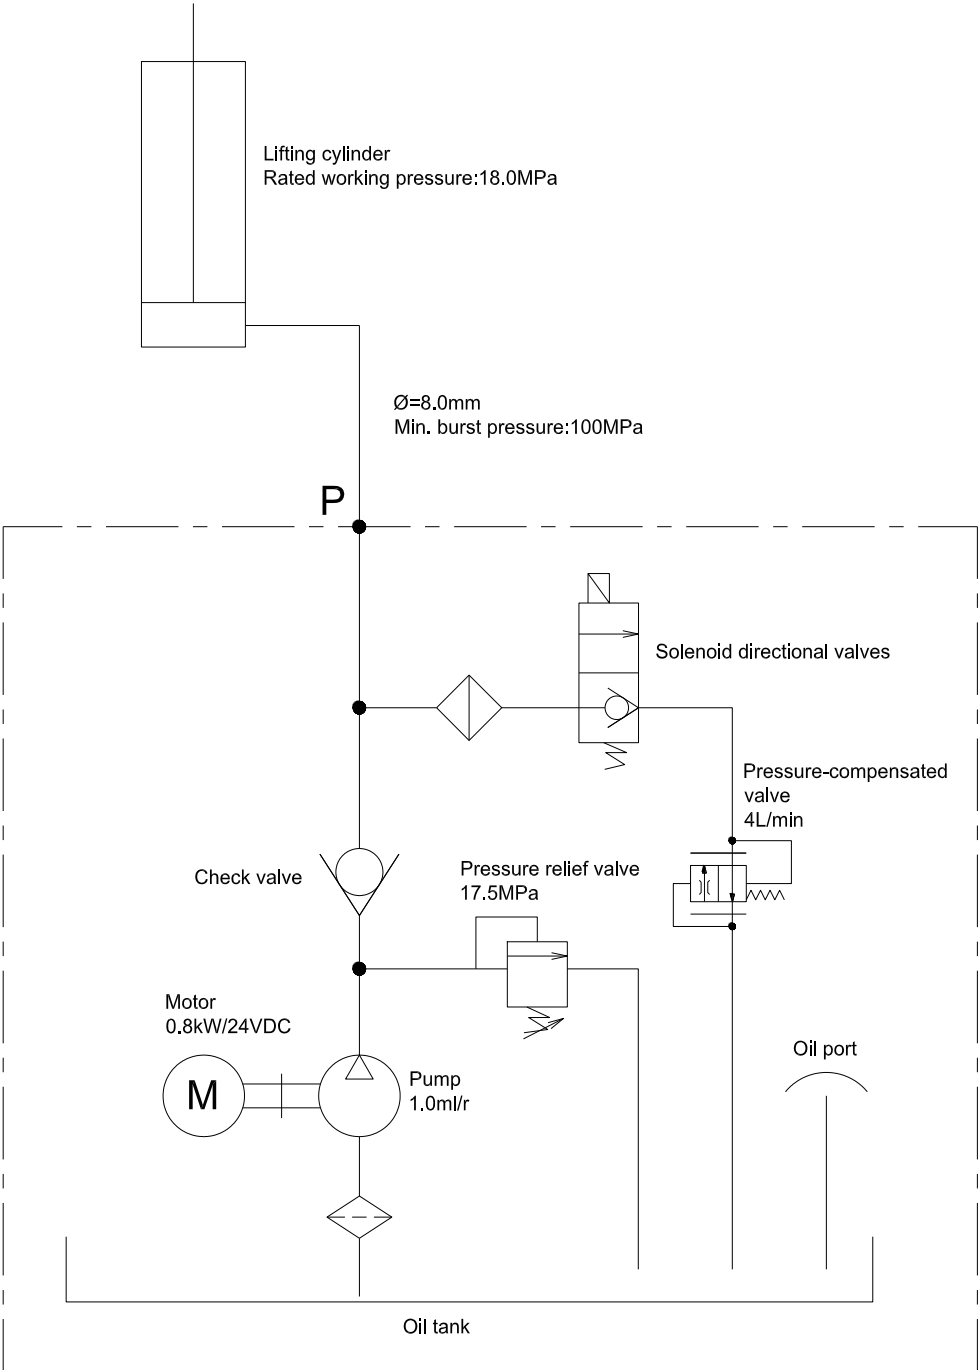 Lifting cylinder
Rated working pressure:18.0MPa
Ø=8.0mm
Min. burst pressure:100MPa
P
Solenoid directional valves
Pressure-compensated
valve
4L/min
Check valve
Pressure relief valve
17.5MPa
Motor
0.8kW/24VDC
M
Pump
1.0ml/r
Oil port
Oil tank